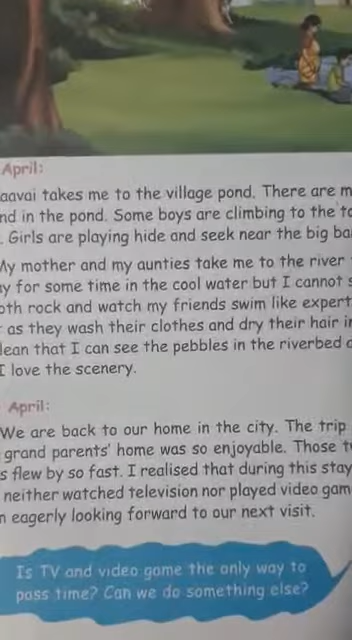 April:
aavai takes me to the village pond. There are m
nd in the pond. Some boys are climbing to the to
. Girls are playing hide and seek near the big ba
My mother and my aunties take me to the river
y for some time in the cool water but I cannot s
oth rock and watch my friends swim like expert
as they wash their clothes and dry their hair in
lean that I can see the pebbles in the riverbed
I love the scenery.
April:
We are back to our home in the city. The trip
grand parents' home was so enjoyable. Those t
s flew by so fast. I realised that during this stay
neither watched television nor played video gam
n eagerly looking forward to our next visit.
Is TV and video game the only way to
pass time? Can we do something else?